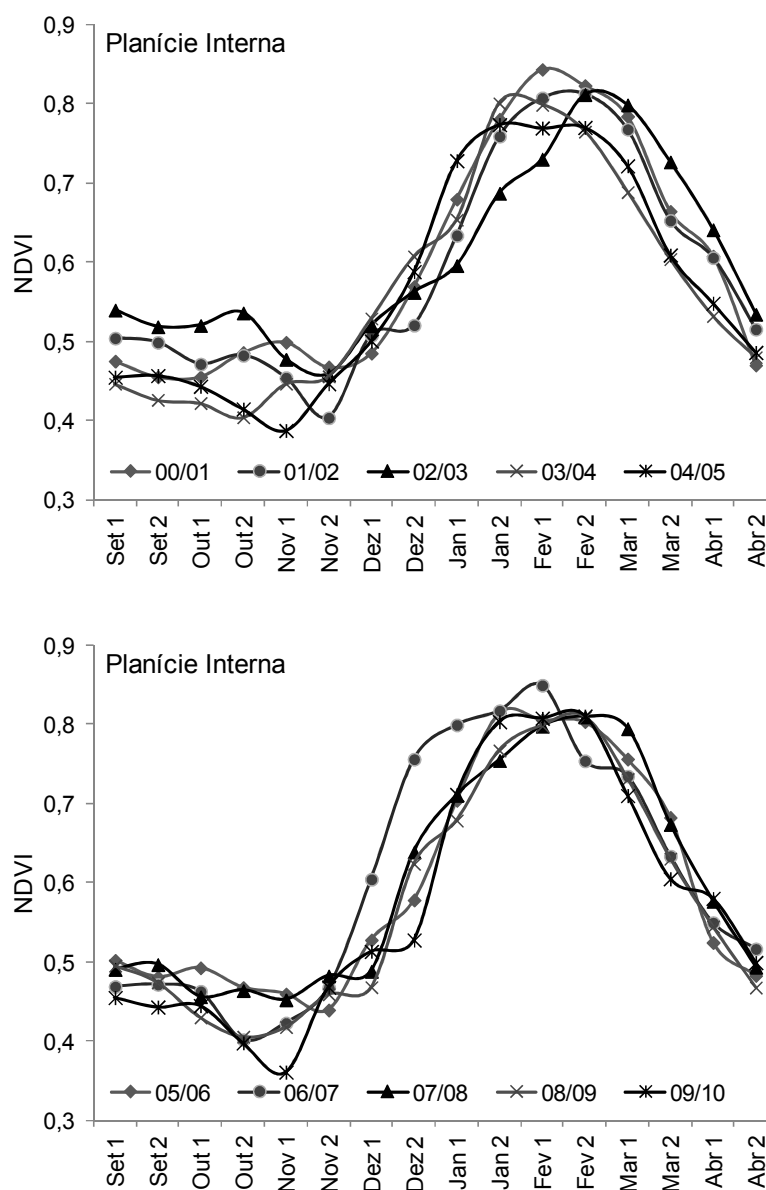 Planície Interna
NDVI
0,9
0,8
0,7
0,6
0,5
0,4
0,3
00/01 01/02 02/03 03/04 04/05
Set 1 Set 2 Out 1 Out 2 Nov 1 Nov 2 Dez 1 Dez 2 Jan 1 Jan 2 Fev 1 Fev 2 Mar 1 Mar 2 Abr 1 Abr 2
Planície Interna
NDVI
0,9
0,8
0,7
0,6
0,5
0,4
0,3
05/06 06/07 07/08 08/09 09/10
Set 1 Set 2 Out 1 Out 2 Nov 1 Nov 2 Dez 1 Dez 2 Jan 1 Jan 2 Fev 1 Fev 2 Mar 1 Mar 2 Abr 1 Abr 2